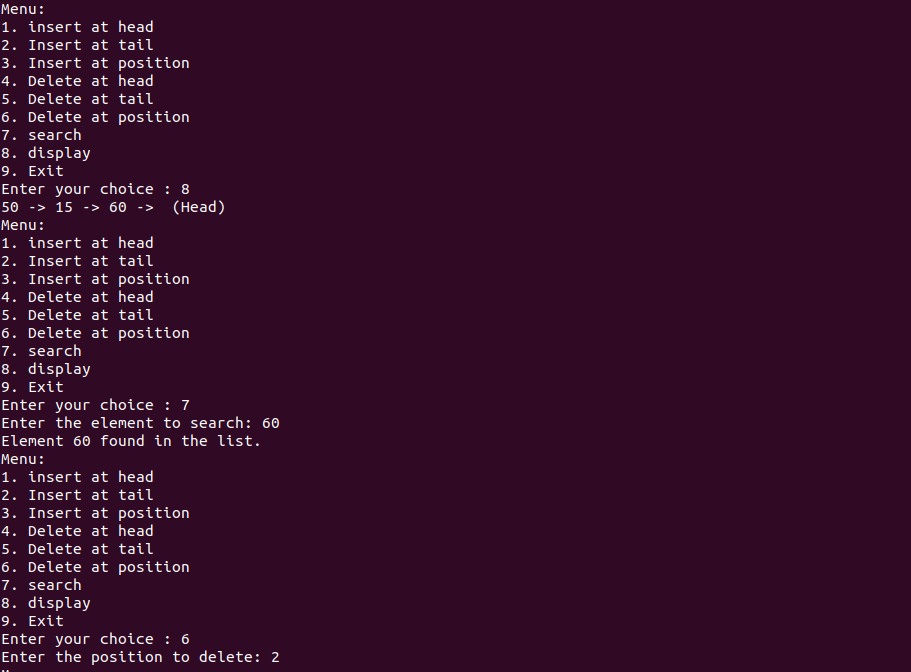 Menu:
1. insert at head
2. Insert at tail
3. Insert at position
4. Delete at head
5. Delete at tail
6. Delete at position
7. search
8. display
9. Exit
Enter your choice : 8
50 -> 15 -> 60 ->  (Head)
Menu:
1. insert at head
2. Insert at tail
3. Insert at position
4. Delete at head
5. Delete at tail
6. Delete at position
7. search
8. display
9. Exit
Enter your choice : 7
Enter the element to search: 60
Element 60 found in the list.
Menu:
1. insert at head
2. Insert at tail
3. Insert at position
4. Delete at head
5. Delete at tail
6. Delete at position
7. search
8. display
9. Exit
Enter your choice : 6
Enter the position to delete: 2